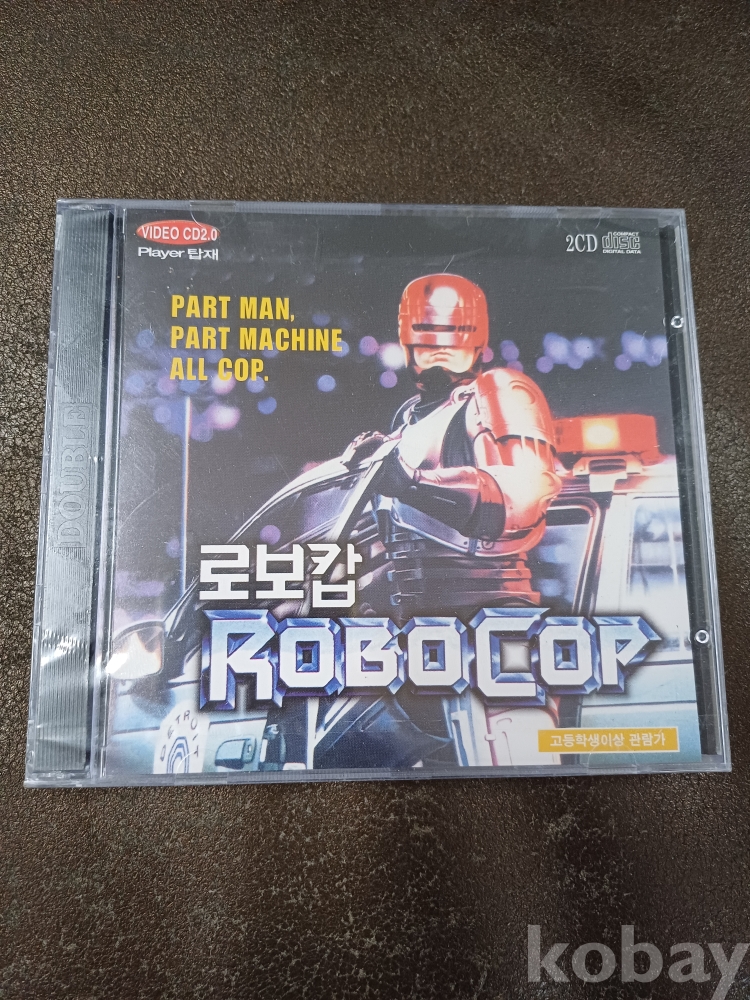 VIDEO CD2.0
Player 탑재
2CD COMPACT disc DIGITAL DATA
PART MAN,
PART MACHINE
ALL COP.
DOUBLE
로보캅
ROBOCOP
DETROIT
고등학생이상 관람가
kobay